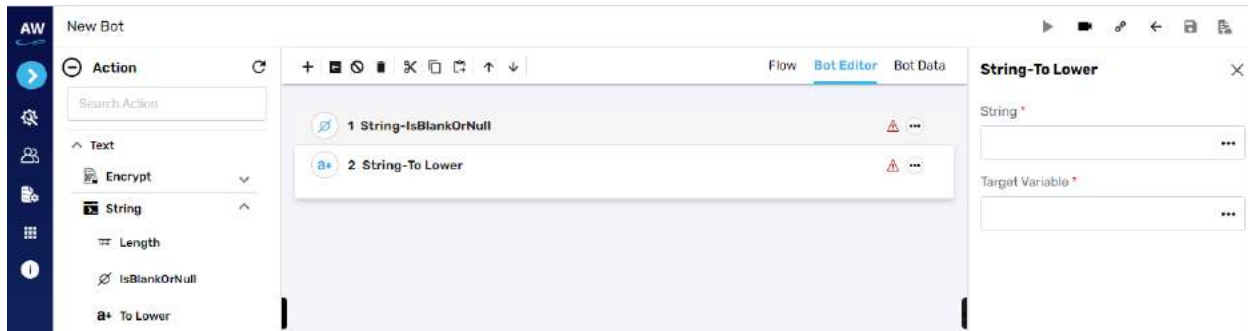 AW
New Bot
Action
Search Action
Text
Encrypt
String
Length
IsBlankOrNull
a+ To Lower
Flow Bot Editor Bot Data
1 String-IsBlankOrNull
a+ 2 String-To Lower
String-To Lower
String *
Target Variable *